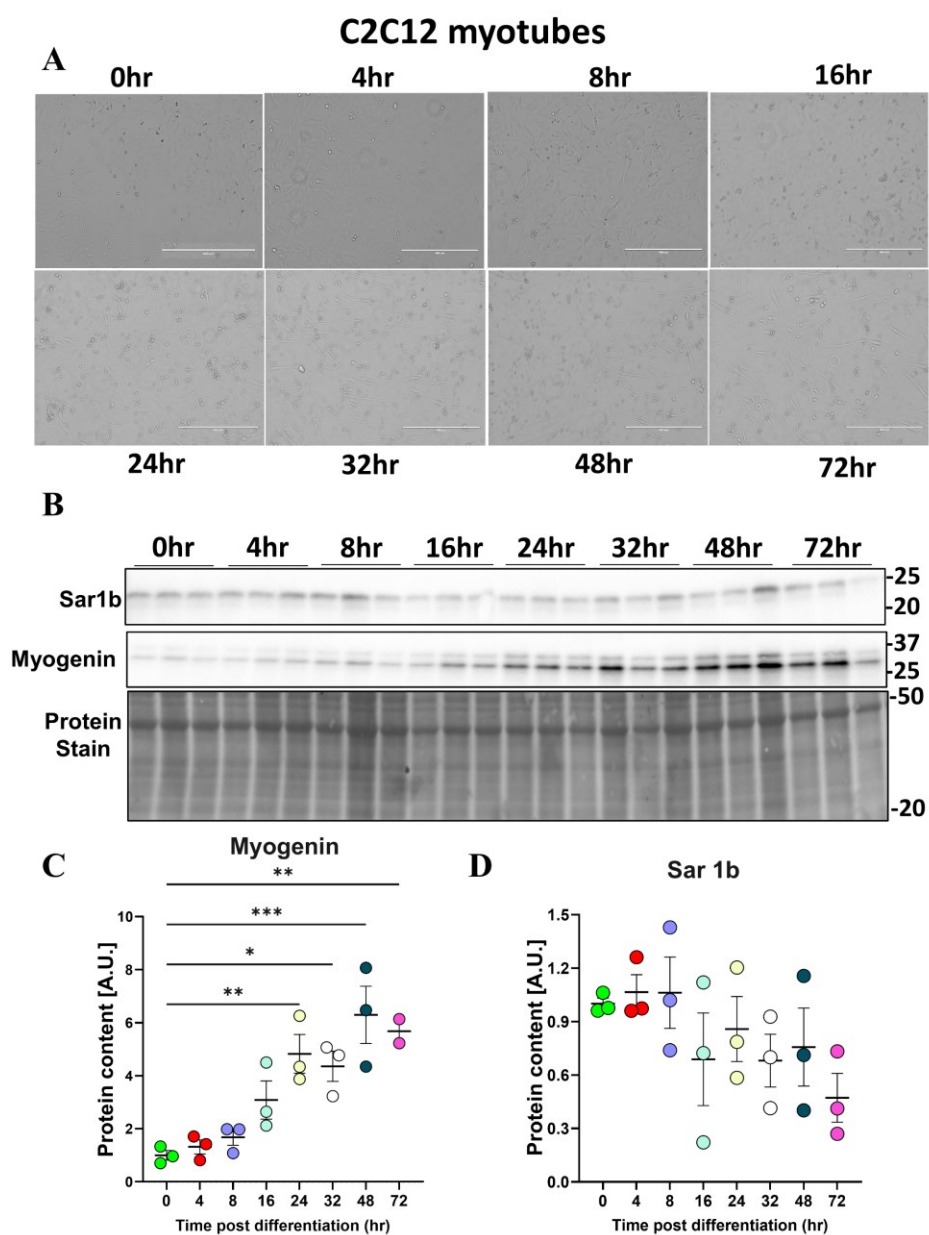 C2C12 myotubes
A
0hr 4hr 8hr 16hr
24hr 32hr 48hr 72hr
B
0hr 4hr 8hr 16hr 24hr 32hr 48hr 72hr
Sar1b
-25
20
Myogenin
-37
25
Protein
Stain
-50
-20
C
Myogenin
**
***
*
**
Protein content [A.U.]
10
8
6
4
2
0
0 4 8 16 24 32 48 72
Time post differentiation (hr)
D
Sar 1b
Protein content [A.U.]
1.5
1.2
0.9
0.6
0.3
0.0
0 4 8 16 24 32 48 72
Time post differentiation (hr)